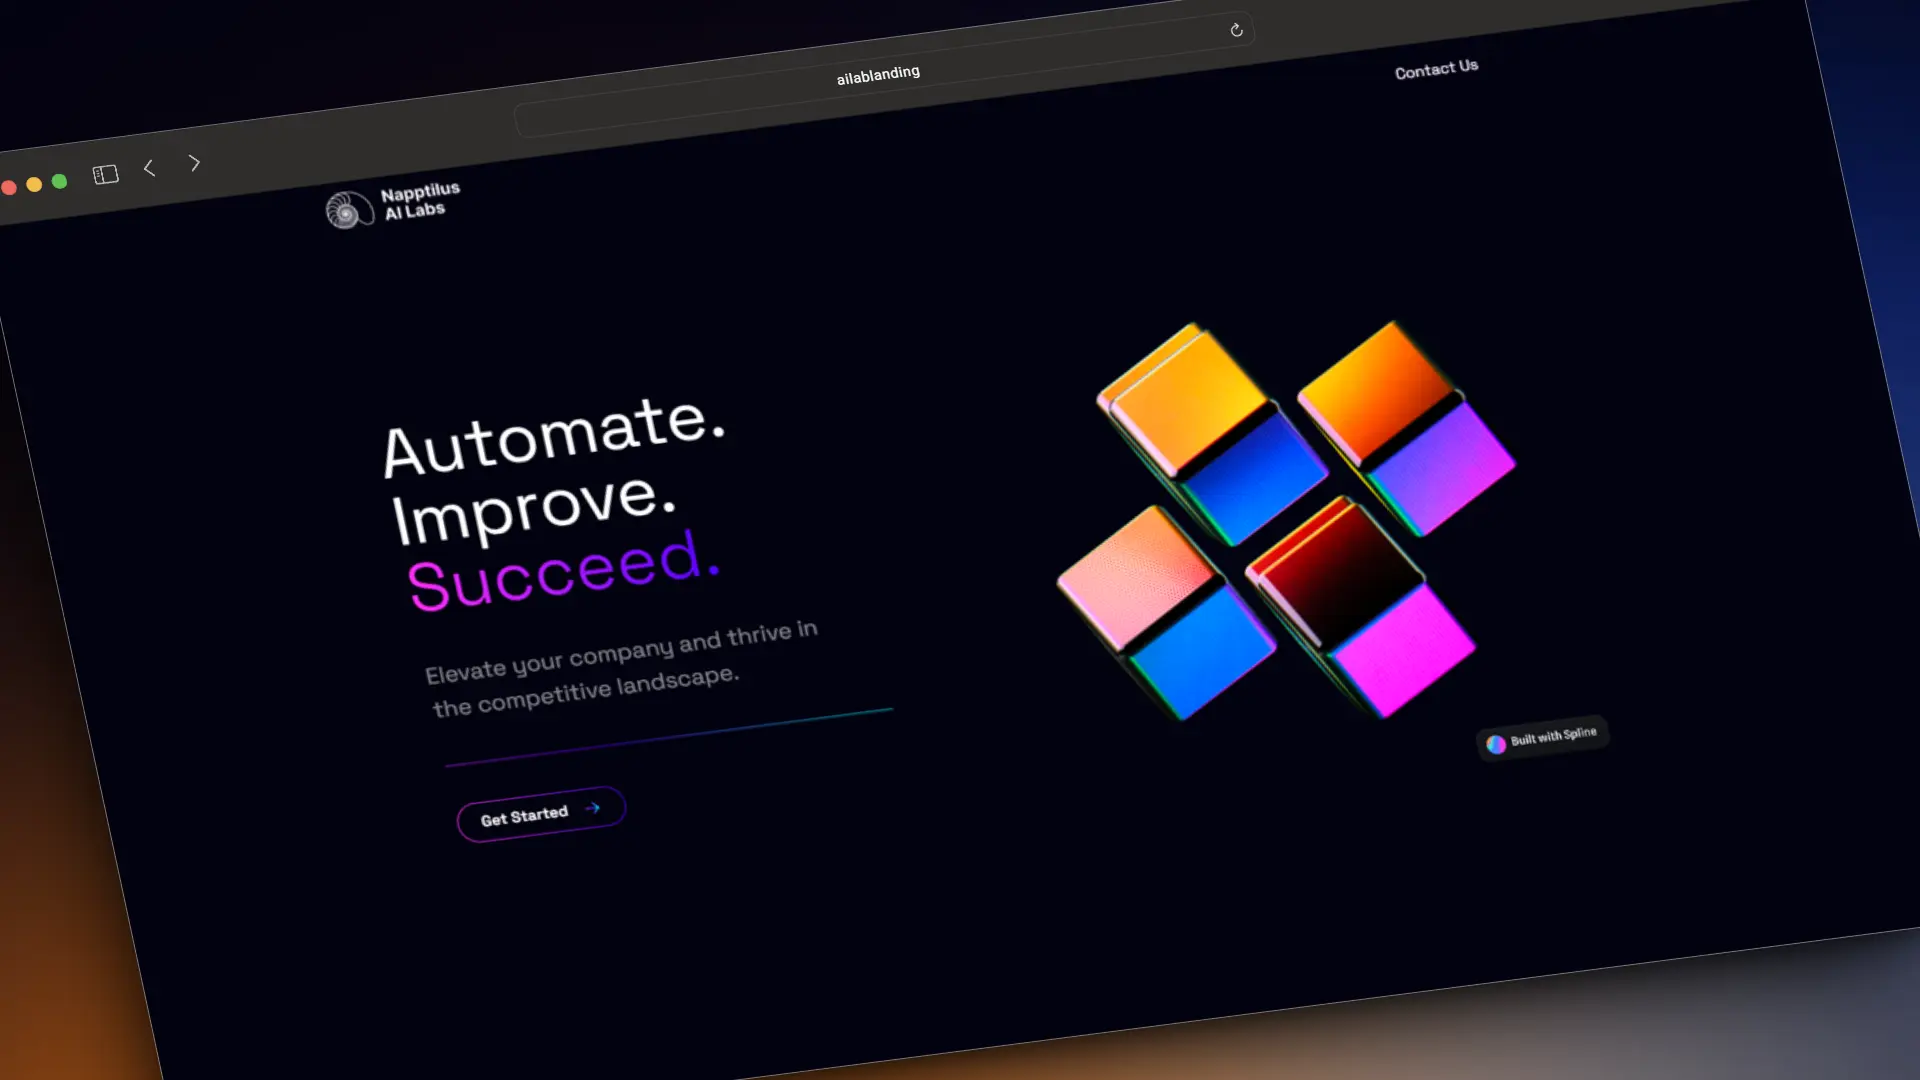 ailablanding
Contact Us
Napptilus
AI Labs
Automate.
Improve.
Succeed.
Elevate your company and thrive in
the competitive landscape.
Get Started
Built with Spline